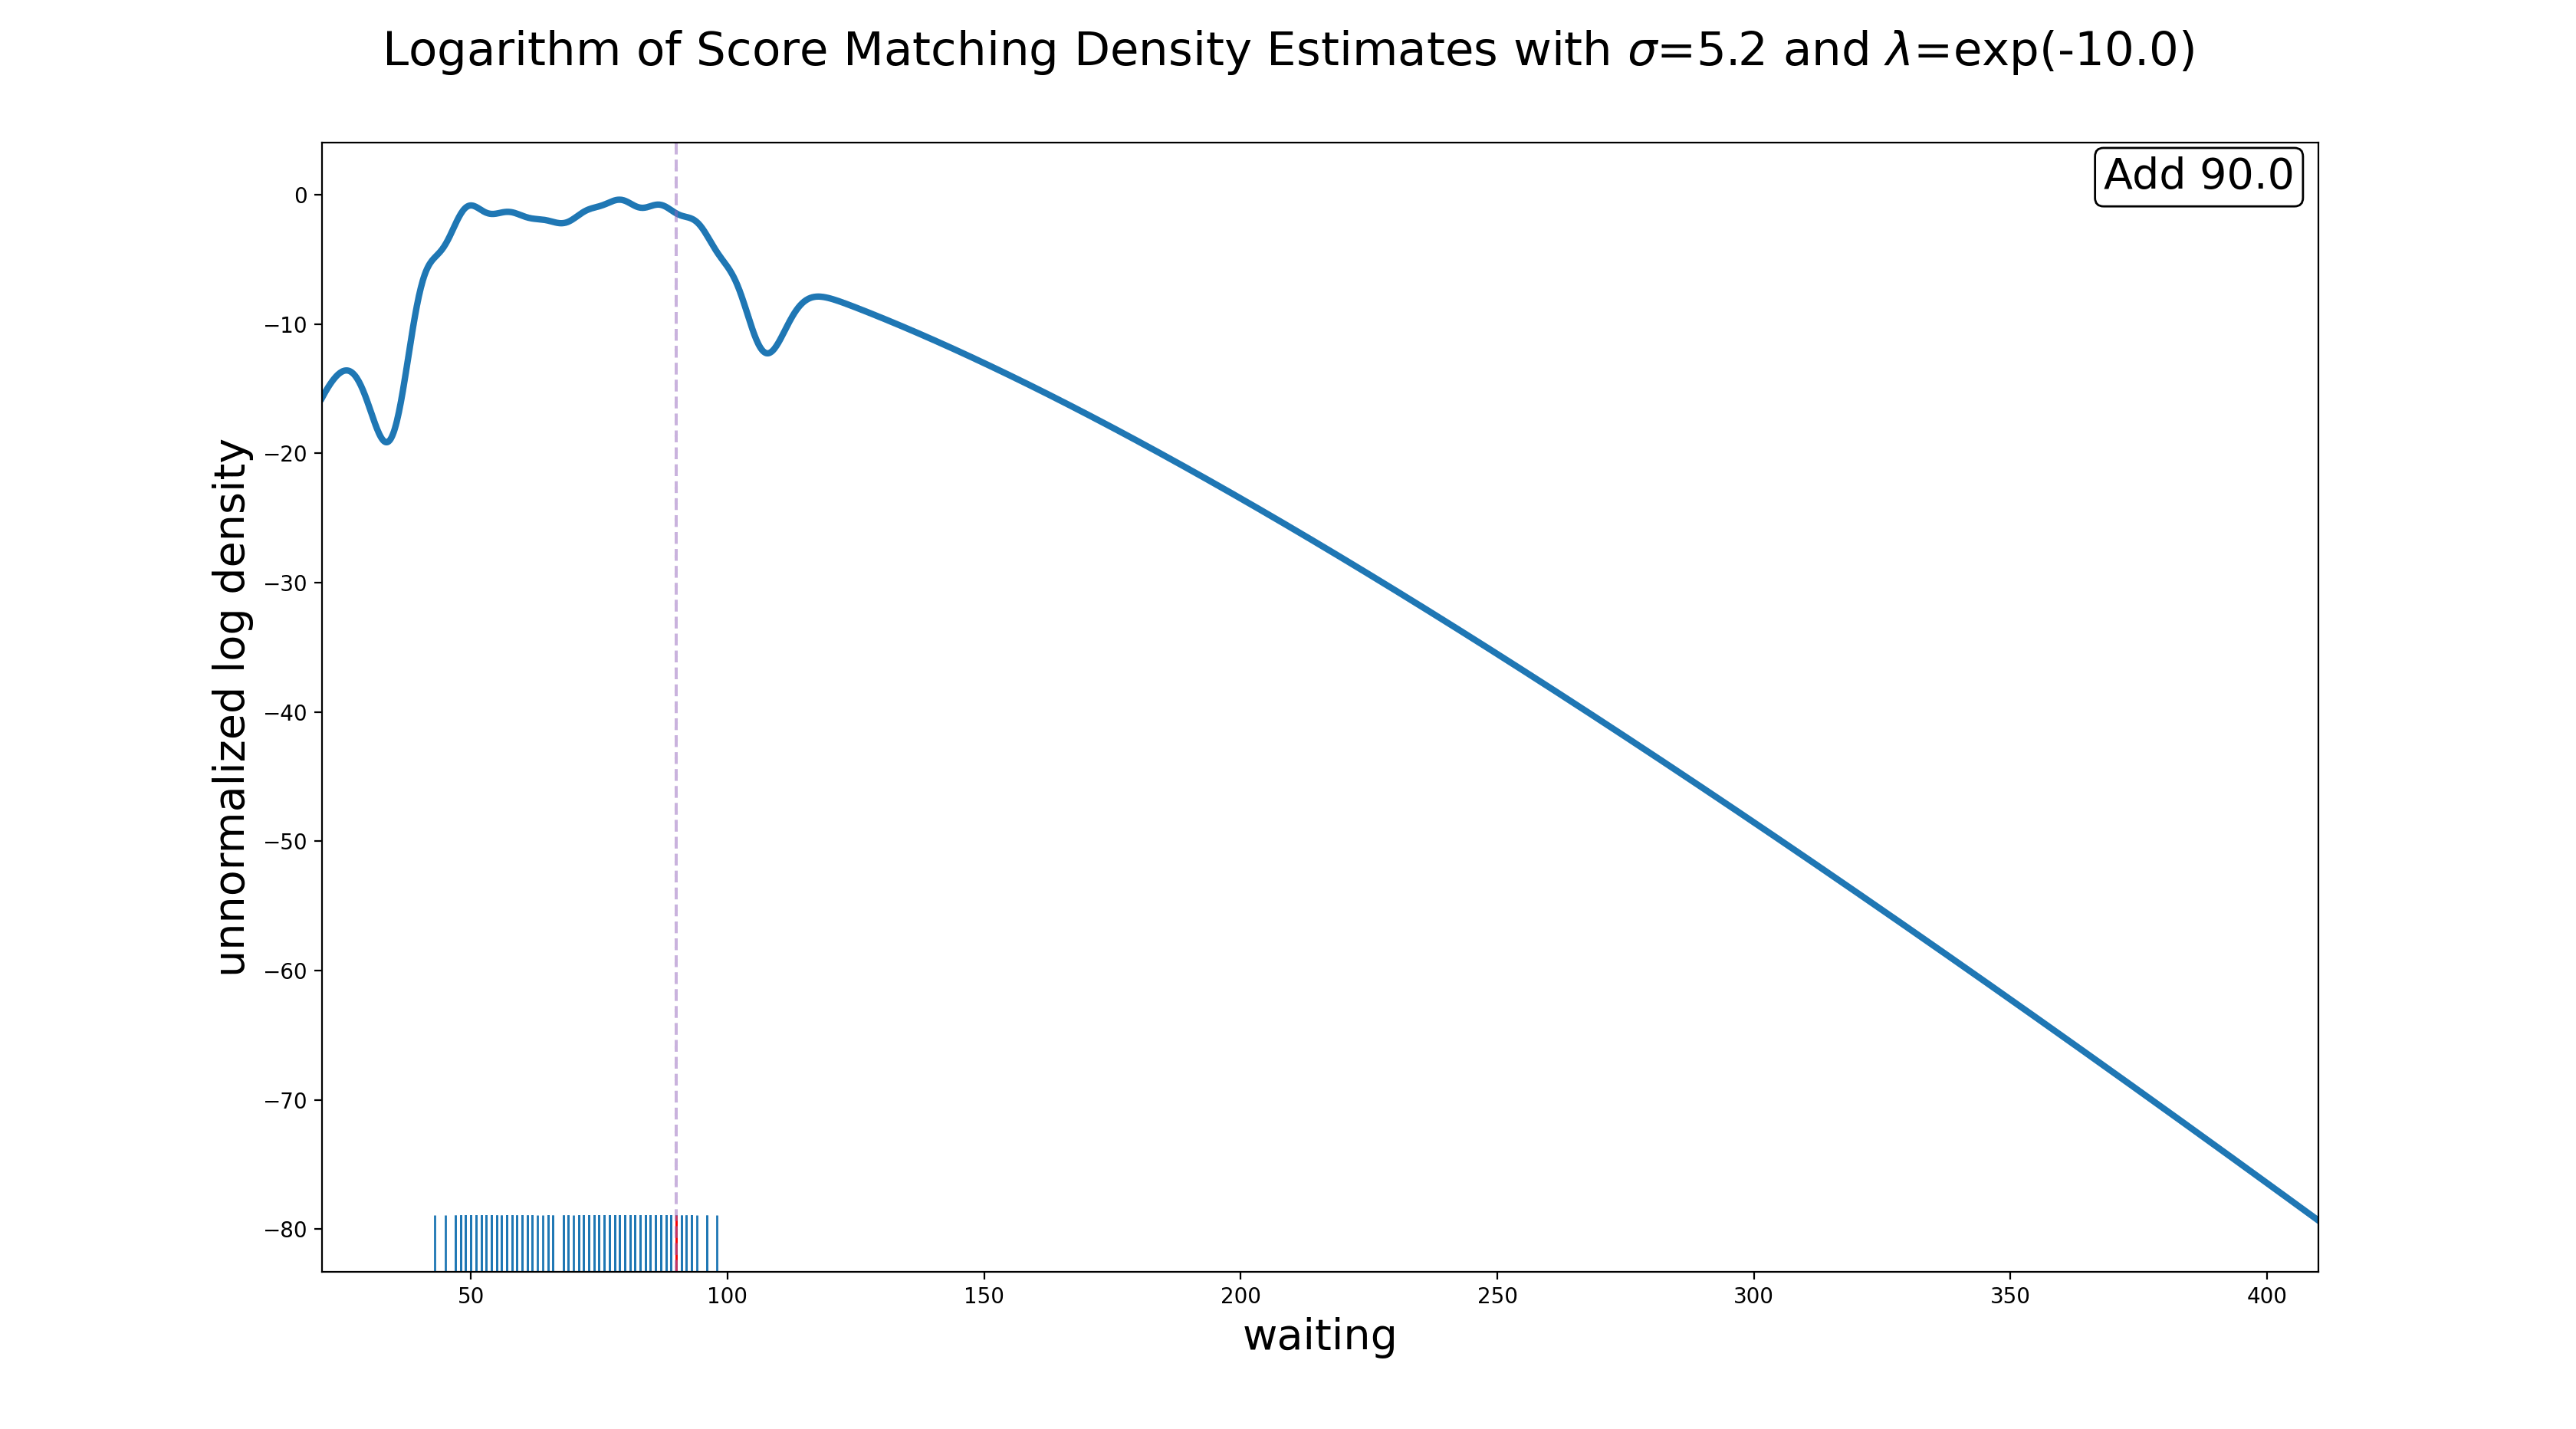 Logarithm of Score Matching Density Estimates with σ=5.2 and λ=exp(-10.0)
Add 90.0
unnormalized log density
0
−10
−20
−30
−40
−50
−60
−70
−80
50 100 150 200 250 300 350 400
waiting